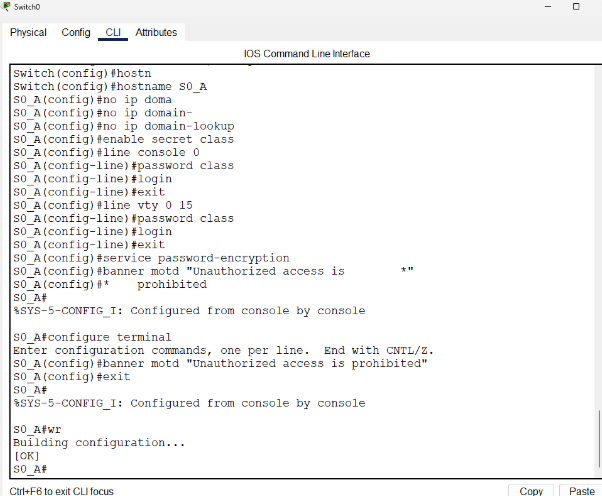 Switch0
Physical Config CLI Attributes
IOS Command Line Interface
Switch(config)#hostn
Switch(config)#hostname S0_A
S0_A(config)#no ip doma
S0_A(config)#no ip domain-
S0_A(config)#no ip domain-lookup
S0_A(config)#enable secret class
S0_A(config)#line console 0
S0_A(config-line)#password class
S0_A(config-line)#login
S0_A(config-line)#exit
S0_A(config)#line vty 0 15
S0_A(config-line)#password class
S0_A(config-line)#login
S0_A(config-line)#exit
S0_A(config)#service password-encryption
S0_A(config)#banner motd "Unauthorized access is        *"
S0_A(config)#*    prohibited
S0_A#
%SYS-5-CONFIG_I: Configured from console by console
S0_A#configure terminal
Enter configuration commands, one per line.  End with CNTL/Z.
S0_A(config)#banner motd "Unauthorized access is prohibited"
S0_A(config)#exit
S0_A#
%SYS-5-CONFIG_I: Configured from console by console
S0_A#wr
Building configuration...
[OK]
S0_A#
Ctrl+F6 to exit CLI focus
Copy Paste